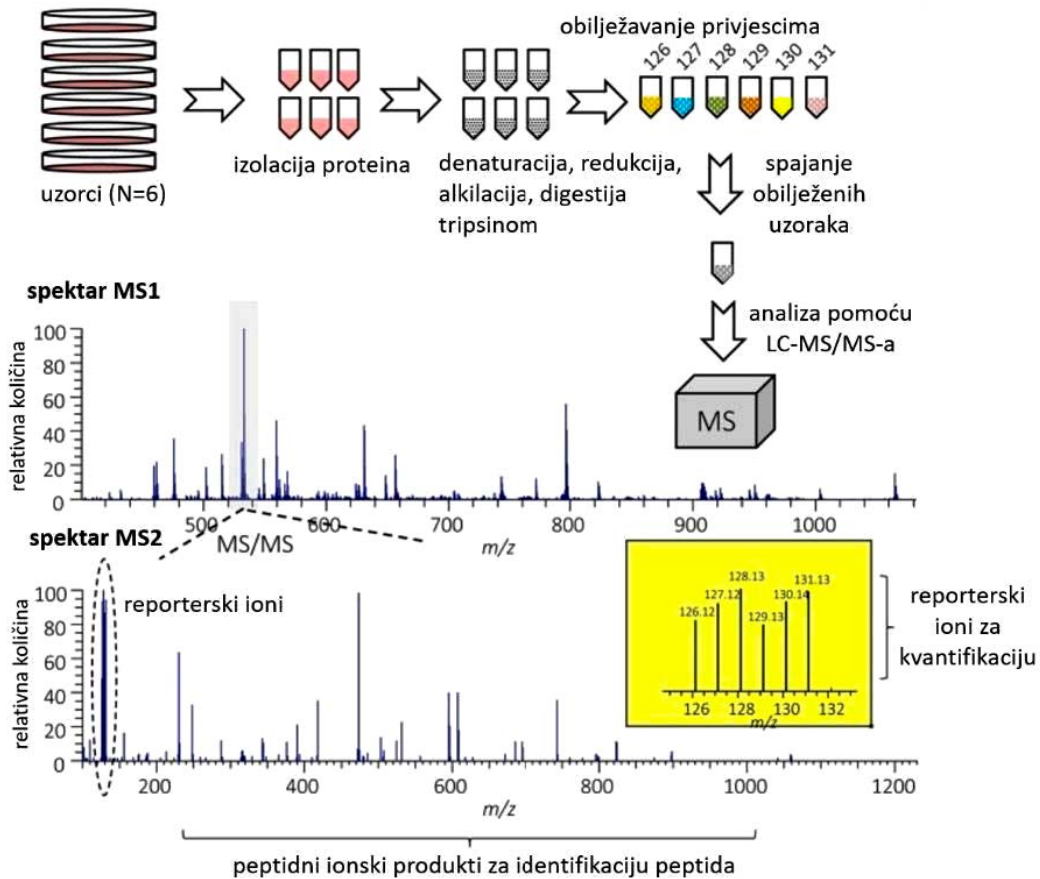 obilježavanje privjescima
126 127 128 129 130 131
uzorci (N=6)
izolacija proteina
denaturacija, redukcija,
alkilacija, digestija
tripsinom
spajanje
obilježenih
uzoraka
analiza pomoću
LC-MS/MS-a
MS
spektar MS1
relativna količina
100
80
60
40
20
0
500 600 700 800 900 1000
m/z
MS/MS
spektar MS2
relativna količina
100
80
60
40
20
0
reporterski ioni
200 400 600 800 1000 1200
m/z
126.12
127.12
128.13
129.13
130.14
131.13
126 128 130 132
m/z
reporterski
ioni za
kvantifikaciju
peptidni ionski produkti za identifikaciju peptida